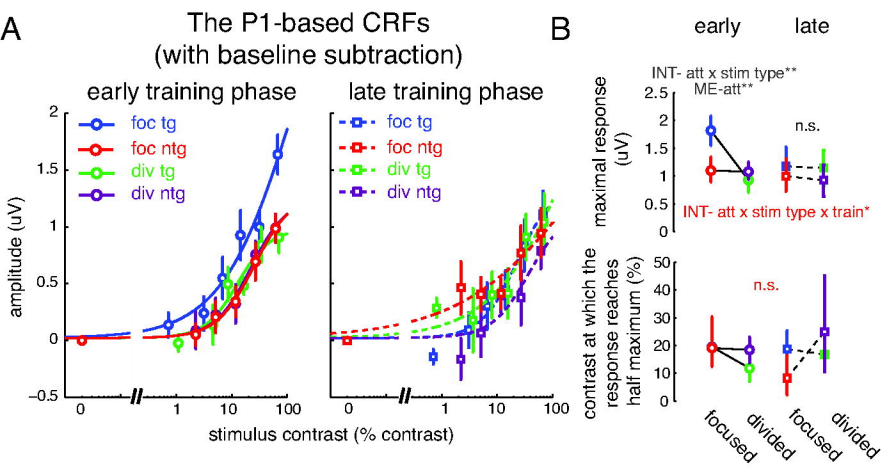 A
The P1-based CRFs
(with baseline subtraction)
early training phase
late training phase
2
1.5
1
0.5
0
−0.5
amplitude (uV)
foc tg
foc ntg
div tg
div ntg
foc tg
foc ntg
div tg
div ntg
0 1 10 100
0 1 10 100
stimulus contrast (% contrast)
B
early late
INT- att x stim type**
ME-att**
2.5
2
1.5
1
0.5
0
maximal response
(uV)
n.s.
INT- att x stim type x train*
50
40
30
20
10
0
contrast at which the
response reaches
half maximum (%)
n.s.
focused
divided
focused
divided